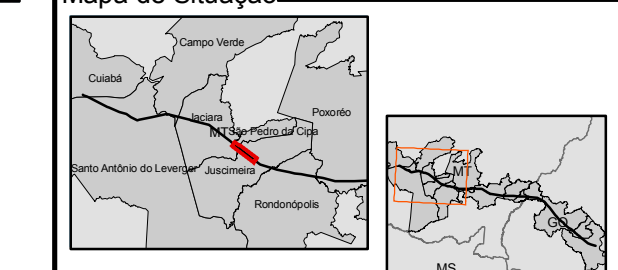 Mapa de Situação
Campo Verde
Cuiabá
Jaciara
Poxoréo
MT
São Pedro da Cipa
Santo Antônio do Leverger
Juscimeira
Rondonópolis
MT
GO
MS